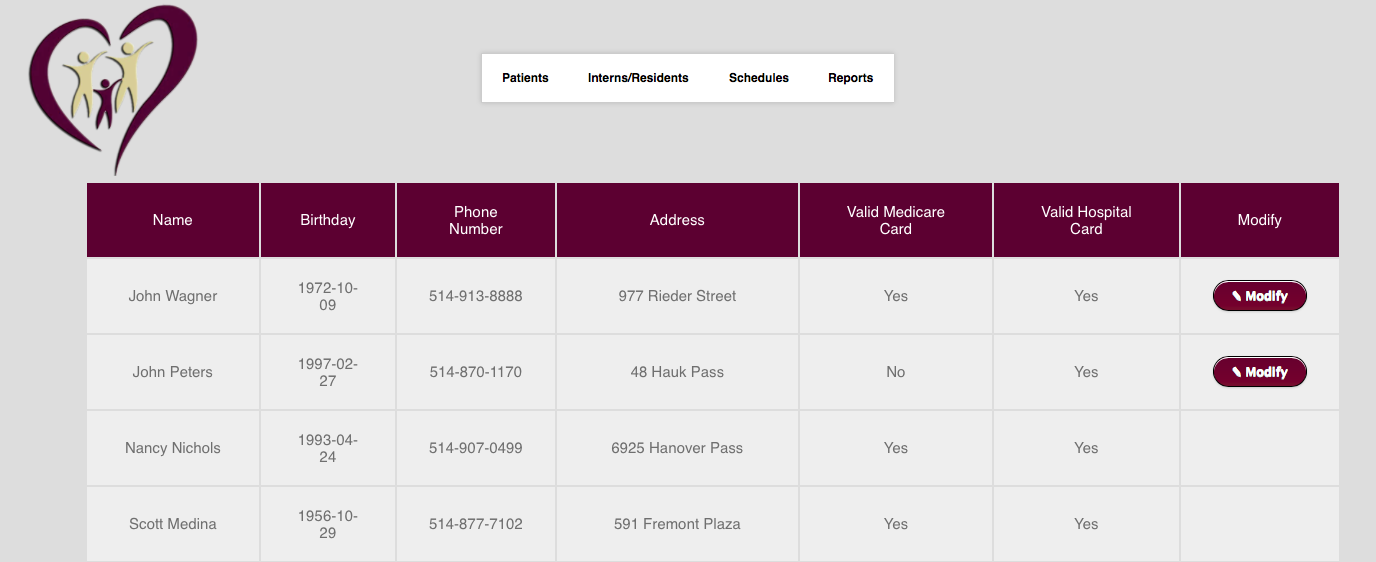 Patients Interns/Residents Schedules Reports
Name Birthday Phone Number Address Valid Medicare Card Valid Hospital Card Modify
John Wagner 1972-10-09 514-913-8888 977 Rieder Street Yes Yes Modify
John Peters 1997-02-27 514-870-1170 48 Hauk Pass No Yes Modify
Nancy Nichols 1993-04-24 514-907-0499 6925 Hanover Pass Yes Yes
Scott Medina 1956-10-29 514-877-7102 591 Fremont Plaza Yes Yes